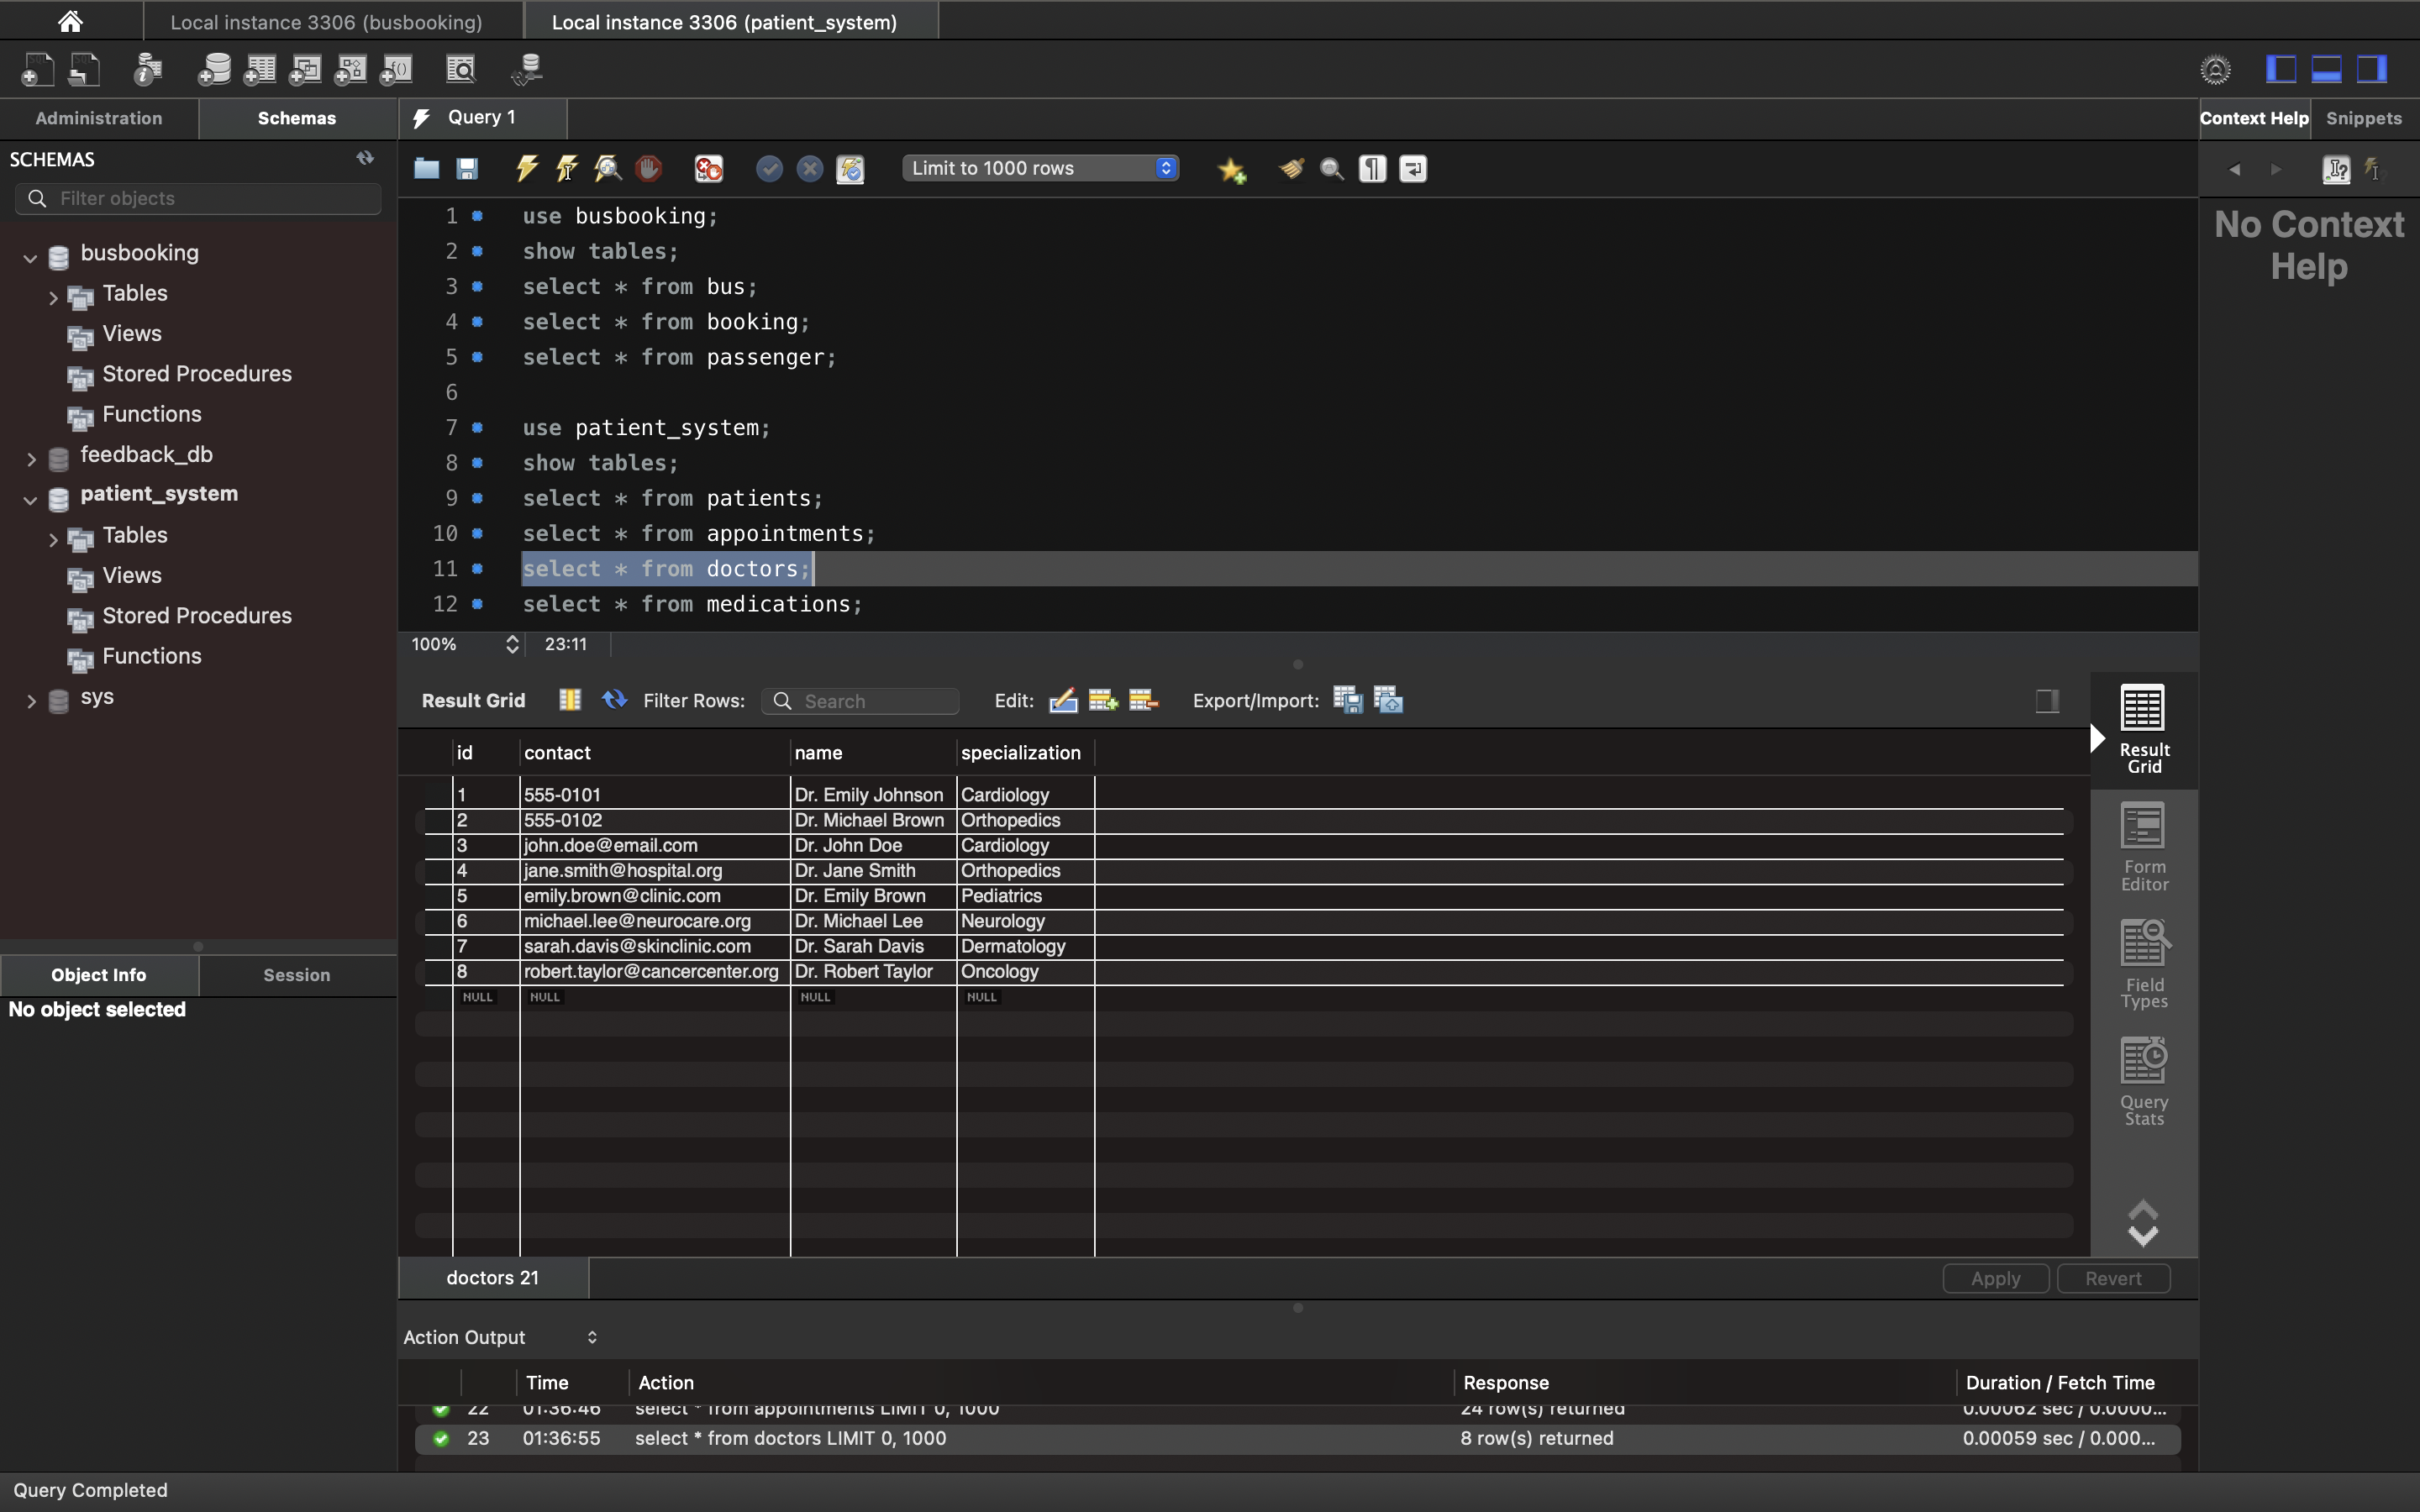 Local instance 3306 (busbooking)
Local instance 3306 (patient_system)
Administration
Schemas
Query 1
Context Help
Snippets
SCHEMAS
Filter objects
Limit to 1000 rows
No Context
Help
busbooking
Tables
Views
Stored Procedures
Functions
feedback_db
patient_system
Tables
Views
Stored Procedures
Functions
sys
1 use busbooking;
2 show tables;
3 select * from bus;
4 select * from booking;
5 select * from passenger;
6
7 use patient_system;
8 show tables;
9 select * from patients;
10 select * from appointments;
11 select * from doctors;
12 select * from medications;
100% 23:11
Result Grid Filter Rows: Search Edit: Export/Import:
id contact name specialization
1 555-0101 Dr. Emily Johnson Cardiology
2 555-0102 Dr. Michael Brown Orthopedics
3 john.doe@email.com Dr. John Doe Cardiology
4 jane.smith@hospital.org Dr. Jane Smith Orthopedics
5 emily.brown@clinic.com Dr. Emily Brown Pediatrics
6 michael.lee@neurocare.org Dr. Michael Lee Neurology
7 sarah.davis@skinclinic.com Dr. Sarah Davis Dermatology
8 robert.taylor@cancercenter.org Dr. Robert Taylor Oncology
NULL NULL NULL NULL
Result
Grid
Form
Editor
Field
Types
Query
Stats
Object Info
Session
No object selected
doctors 21
Apply
Revert
Action Output
Time Action Response Duration / Fetch Time
22 01:36:46 select * from appointments LIMIT 0, 1000 24 row(s) returned 0.00062 sec / 0.0000...
23 01:36:55 select * from doctors LIMIT 0, 1000 8 row(s) returned 0.00059 sec / 0.000...
Query Completed